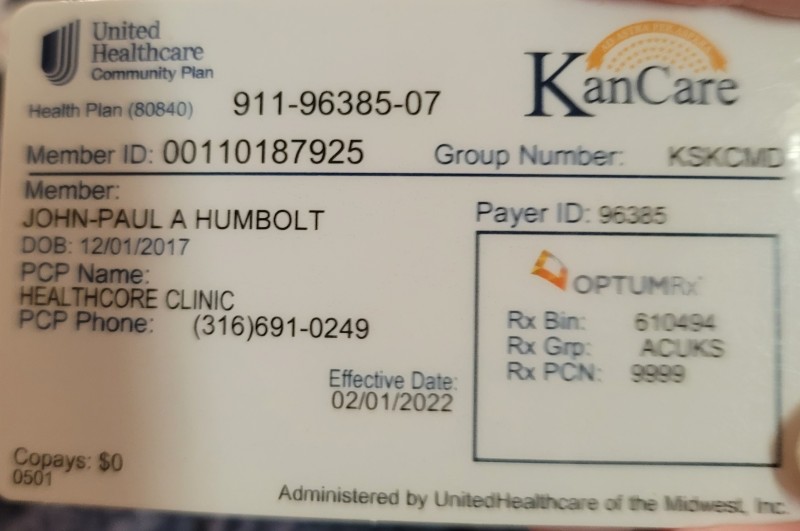 United
Healthcare
Community Plan
KanCare
Health Plan (80840) 911-96385-07
Member ID: 00110187925 Group Number: KSKCMD
Member:
JOHN-PAUL A HUMBOLT
DOB: 12/01/2017
PCP Name:
HEALTHCORE CLINIC
PCP Phone: (316)691-0249
Payer ID: 96385
OPTUMRx
Rx Bin: 610494
Rx Grp: ACUKS
Rx PCN: 9999
Effective Date:
02/01/2022
Copays: $0
0501
Administered by UnitedHealthcare of the Midwest, Inc.